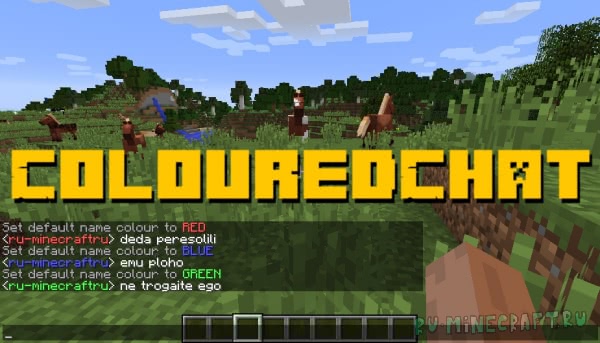 COLOUREDCHAT
Set default name colour to RED
<ru-minecraftru> deda peresolili
Set default name colour to BLUE
<ru-minecraftru> emu ploho
Set default name colour to GREEN
<ru-minecraftru> ne trogaite ego
RU-MINECRAFT.RU